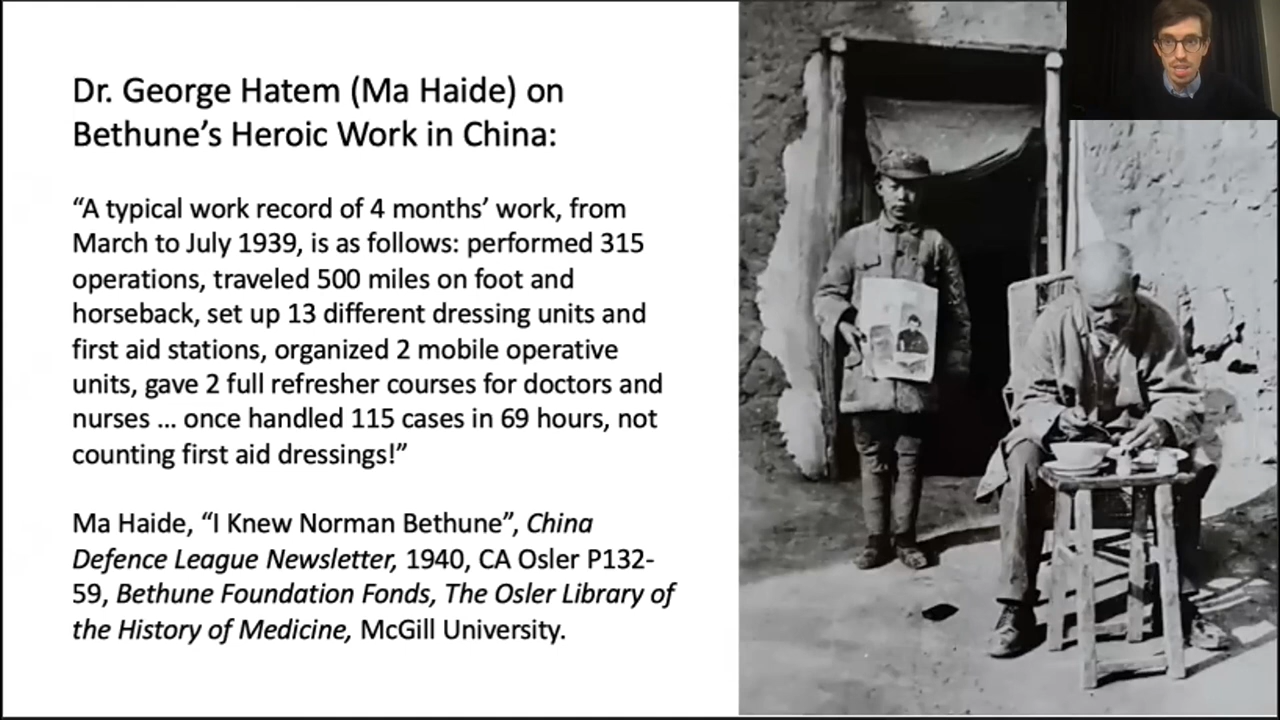 Dr. George Hatem (Ma Haide) on
Bethune’s Heroic Work in China:
“A typical work record of 4 months’ work, from
March to July 1939, is as follows: performed 315
operations, traveled 500 miles on foot and
horseback, set up 13 different dressing units and
first aid stations, organized 2 mobile operative
units, gave 2 full refresher courses for doctors and
nurses … once handled 115 cases in 69 hours, not
counting first aid dressings!”
Ma Haide, “I Knew Norman Bethune”, China
Defence League Newsletter, 1940, CA Osler P132-
59, Bethune Foundation Fonds, The Osler Library of
the History of Medicine, McGill University.